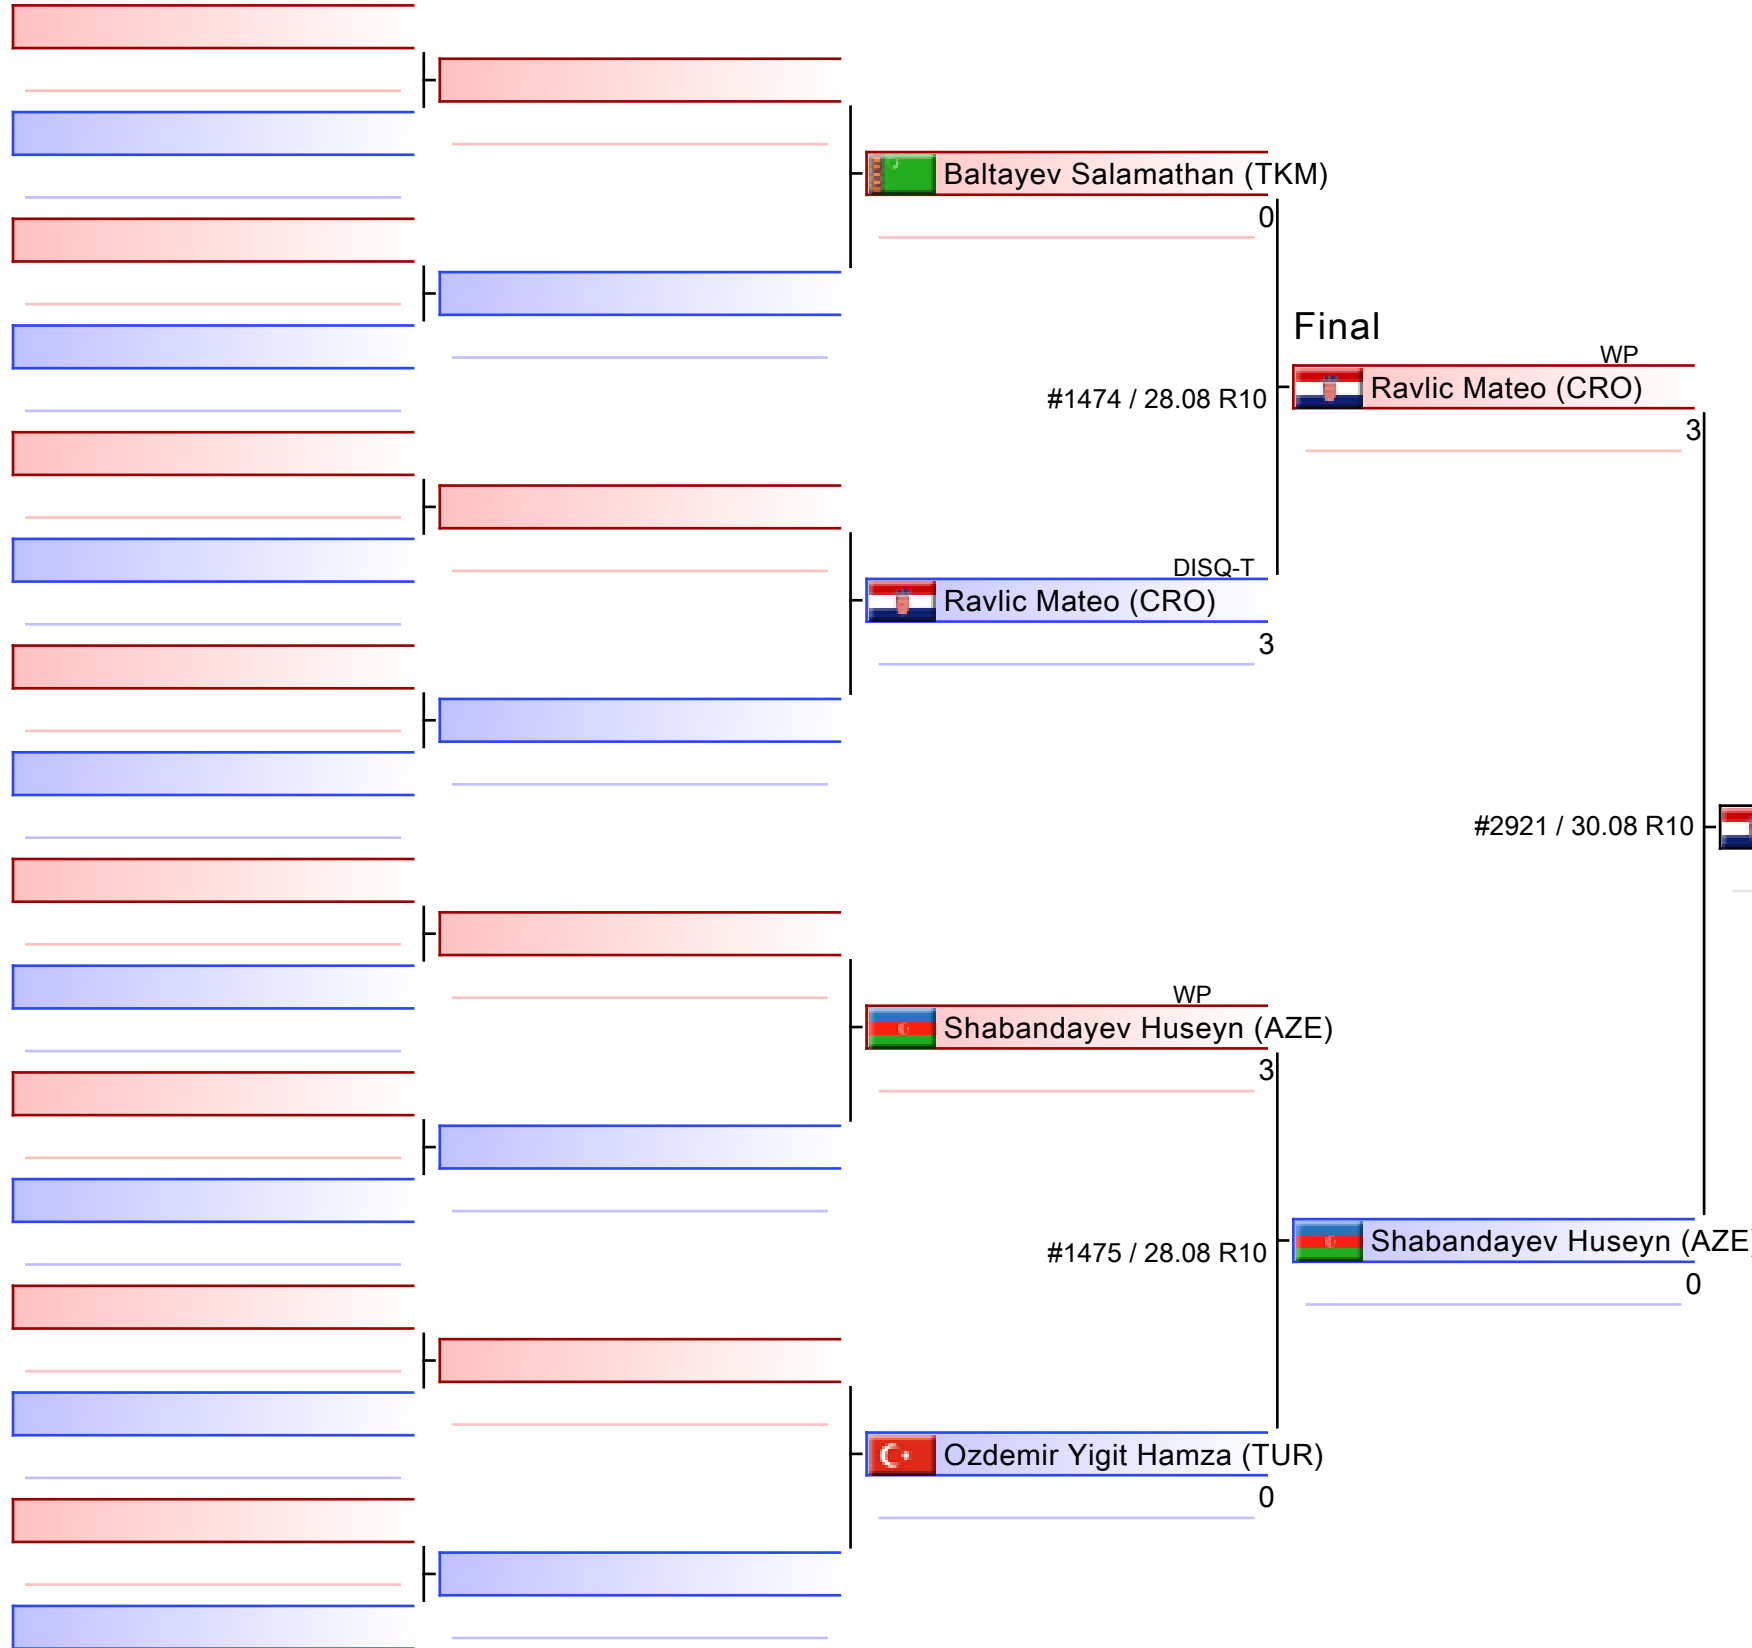 Baltayev Salamathan (TKM)
0
Final
WP
#1474 / 28.08 R10
Ravlic Mateo (CRO)
3
DISQ-T
Ravlic Mateo (CRO)
3
#2921 / 30.08 R10
WP
Shabandayev Huseyn (AZE)
3
#1475 / 28.08 R10
Shabandayev Huseyn (AZE)
0
Ozdemir Yigit Hamza (TUR)
0